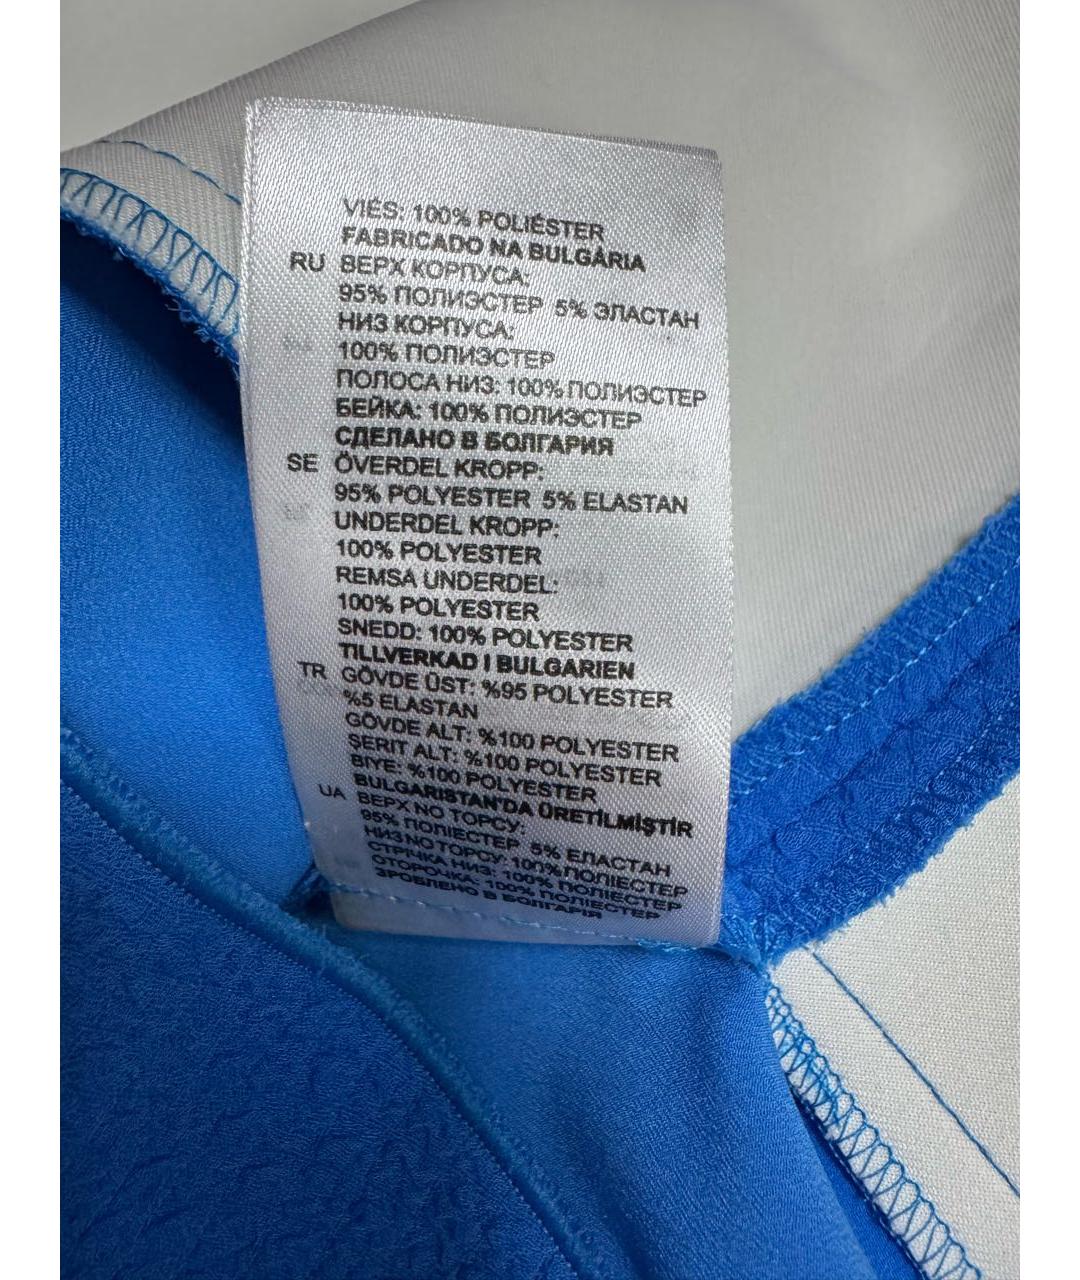 VIÉS: 100% POLIÉSTER
FABRICADO NA BULGÁRIA
RU ВЕРХ КОРПУСА:
95% ПОЛИЭСТЕР 5% ЭЛАСТАН
НИЗ КОРПУСА:
100% ПОЛИЭСТЕР
ПОЛОСА НИЗ: 100% ПОЛИЭСТЕР
БЕЙКА: 100% ПОЛИЭСТЕР
СДЕЛАНО В БОЛГАРИЯ
SE ÖVERDEL KROPP:
95% POLYESTER 5% ELASTAN
UNDERDEL KROPP:
100% POLYESTER
REMSA UNDERDEL:
100% POLYESTER
SNEDD: 100% POLYESTER
TILLVERKAD I BULGARIEN
TR GÖVDE ÜST: %95 POLYESTER
%5 ELASTAN
GÖVDE ALT: %100 POLYESTER
ŞERIT ALT: %100 POLYESTER
BIYE: %100 POLYESTER
BULGARİSTAN'DA ÜRETİLMİŞTİR
UA ВЕРХ ПО ТОРСУ:
95% ПОЛІЕСТЕР 5% ЕЛАСТАН
НИЗ ПО ТОРСУ: 100% ПОЛІЕСТЕР
СТРІЧКА НИЗ: 100% ПОЛІЕСТЕР
ОТОРОЧКА: 100% ПОЛІЕСТЕР
ЗРОБЛЕНО В БОЛГАРІЯ